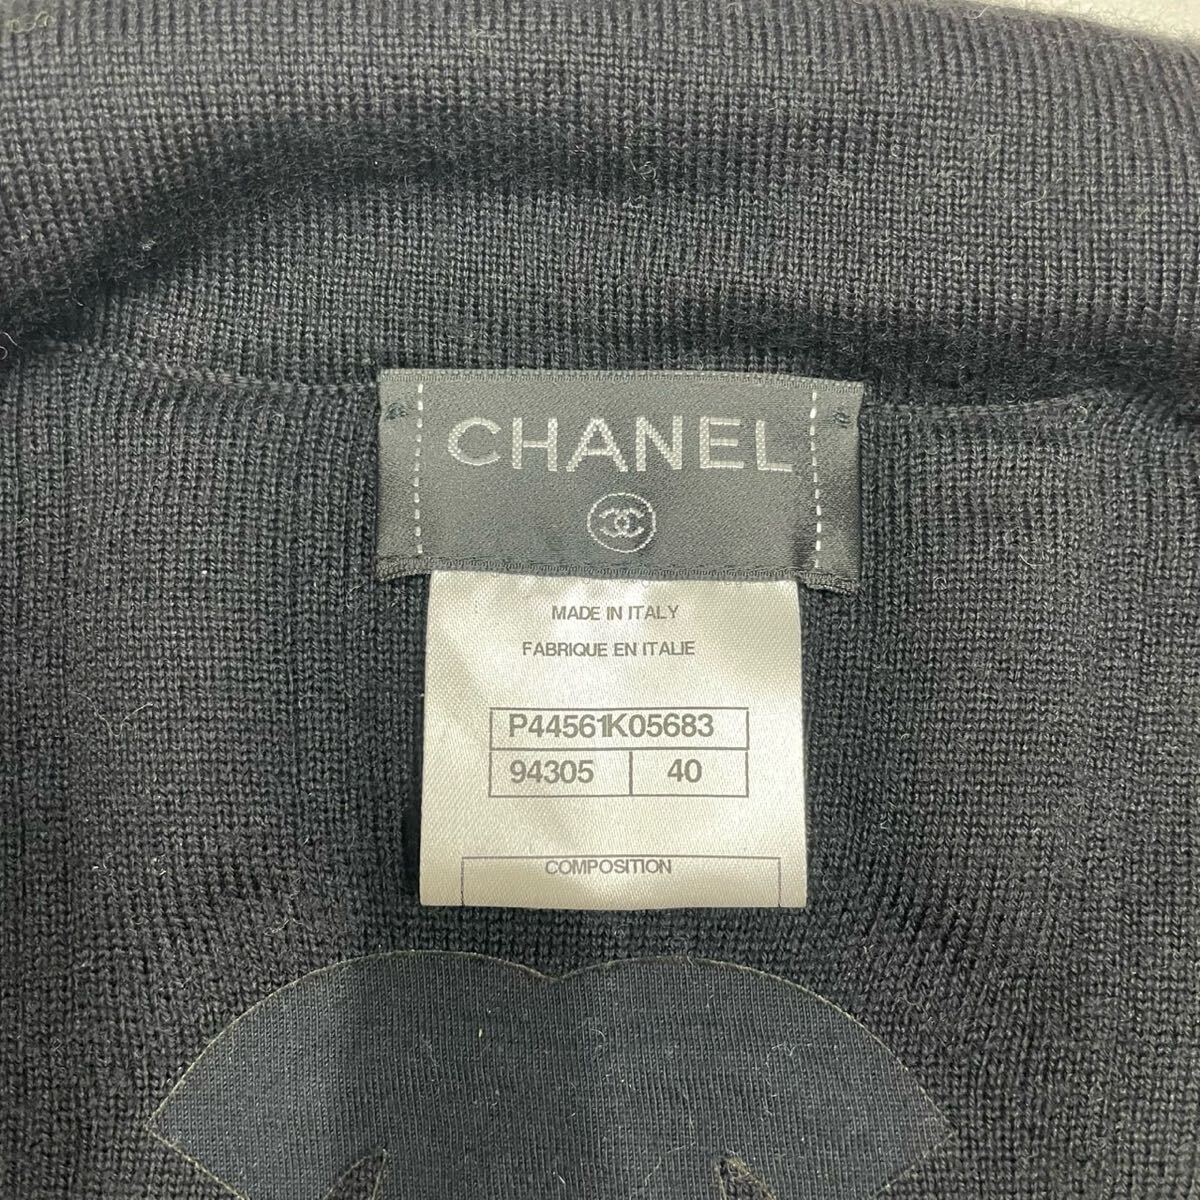 CHANEL
MADE IN ITALY
FABRIQUE EN ITALIE
P44561K05683
94305 40
COMPOSITION